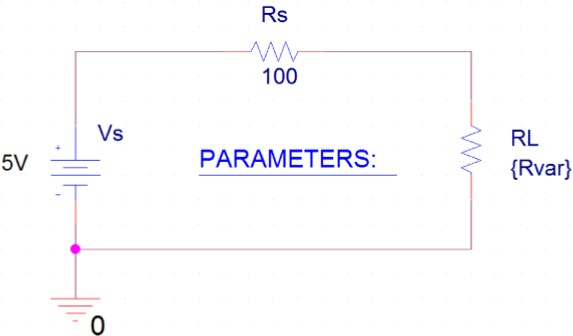 Rs
100
Vs
5V
PARAMETERS:
RL
{Rvar}
0